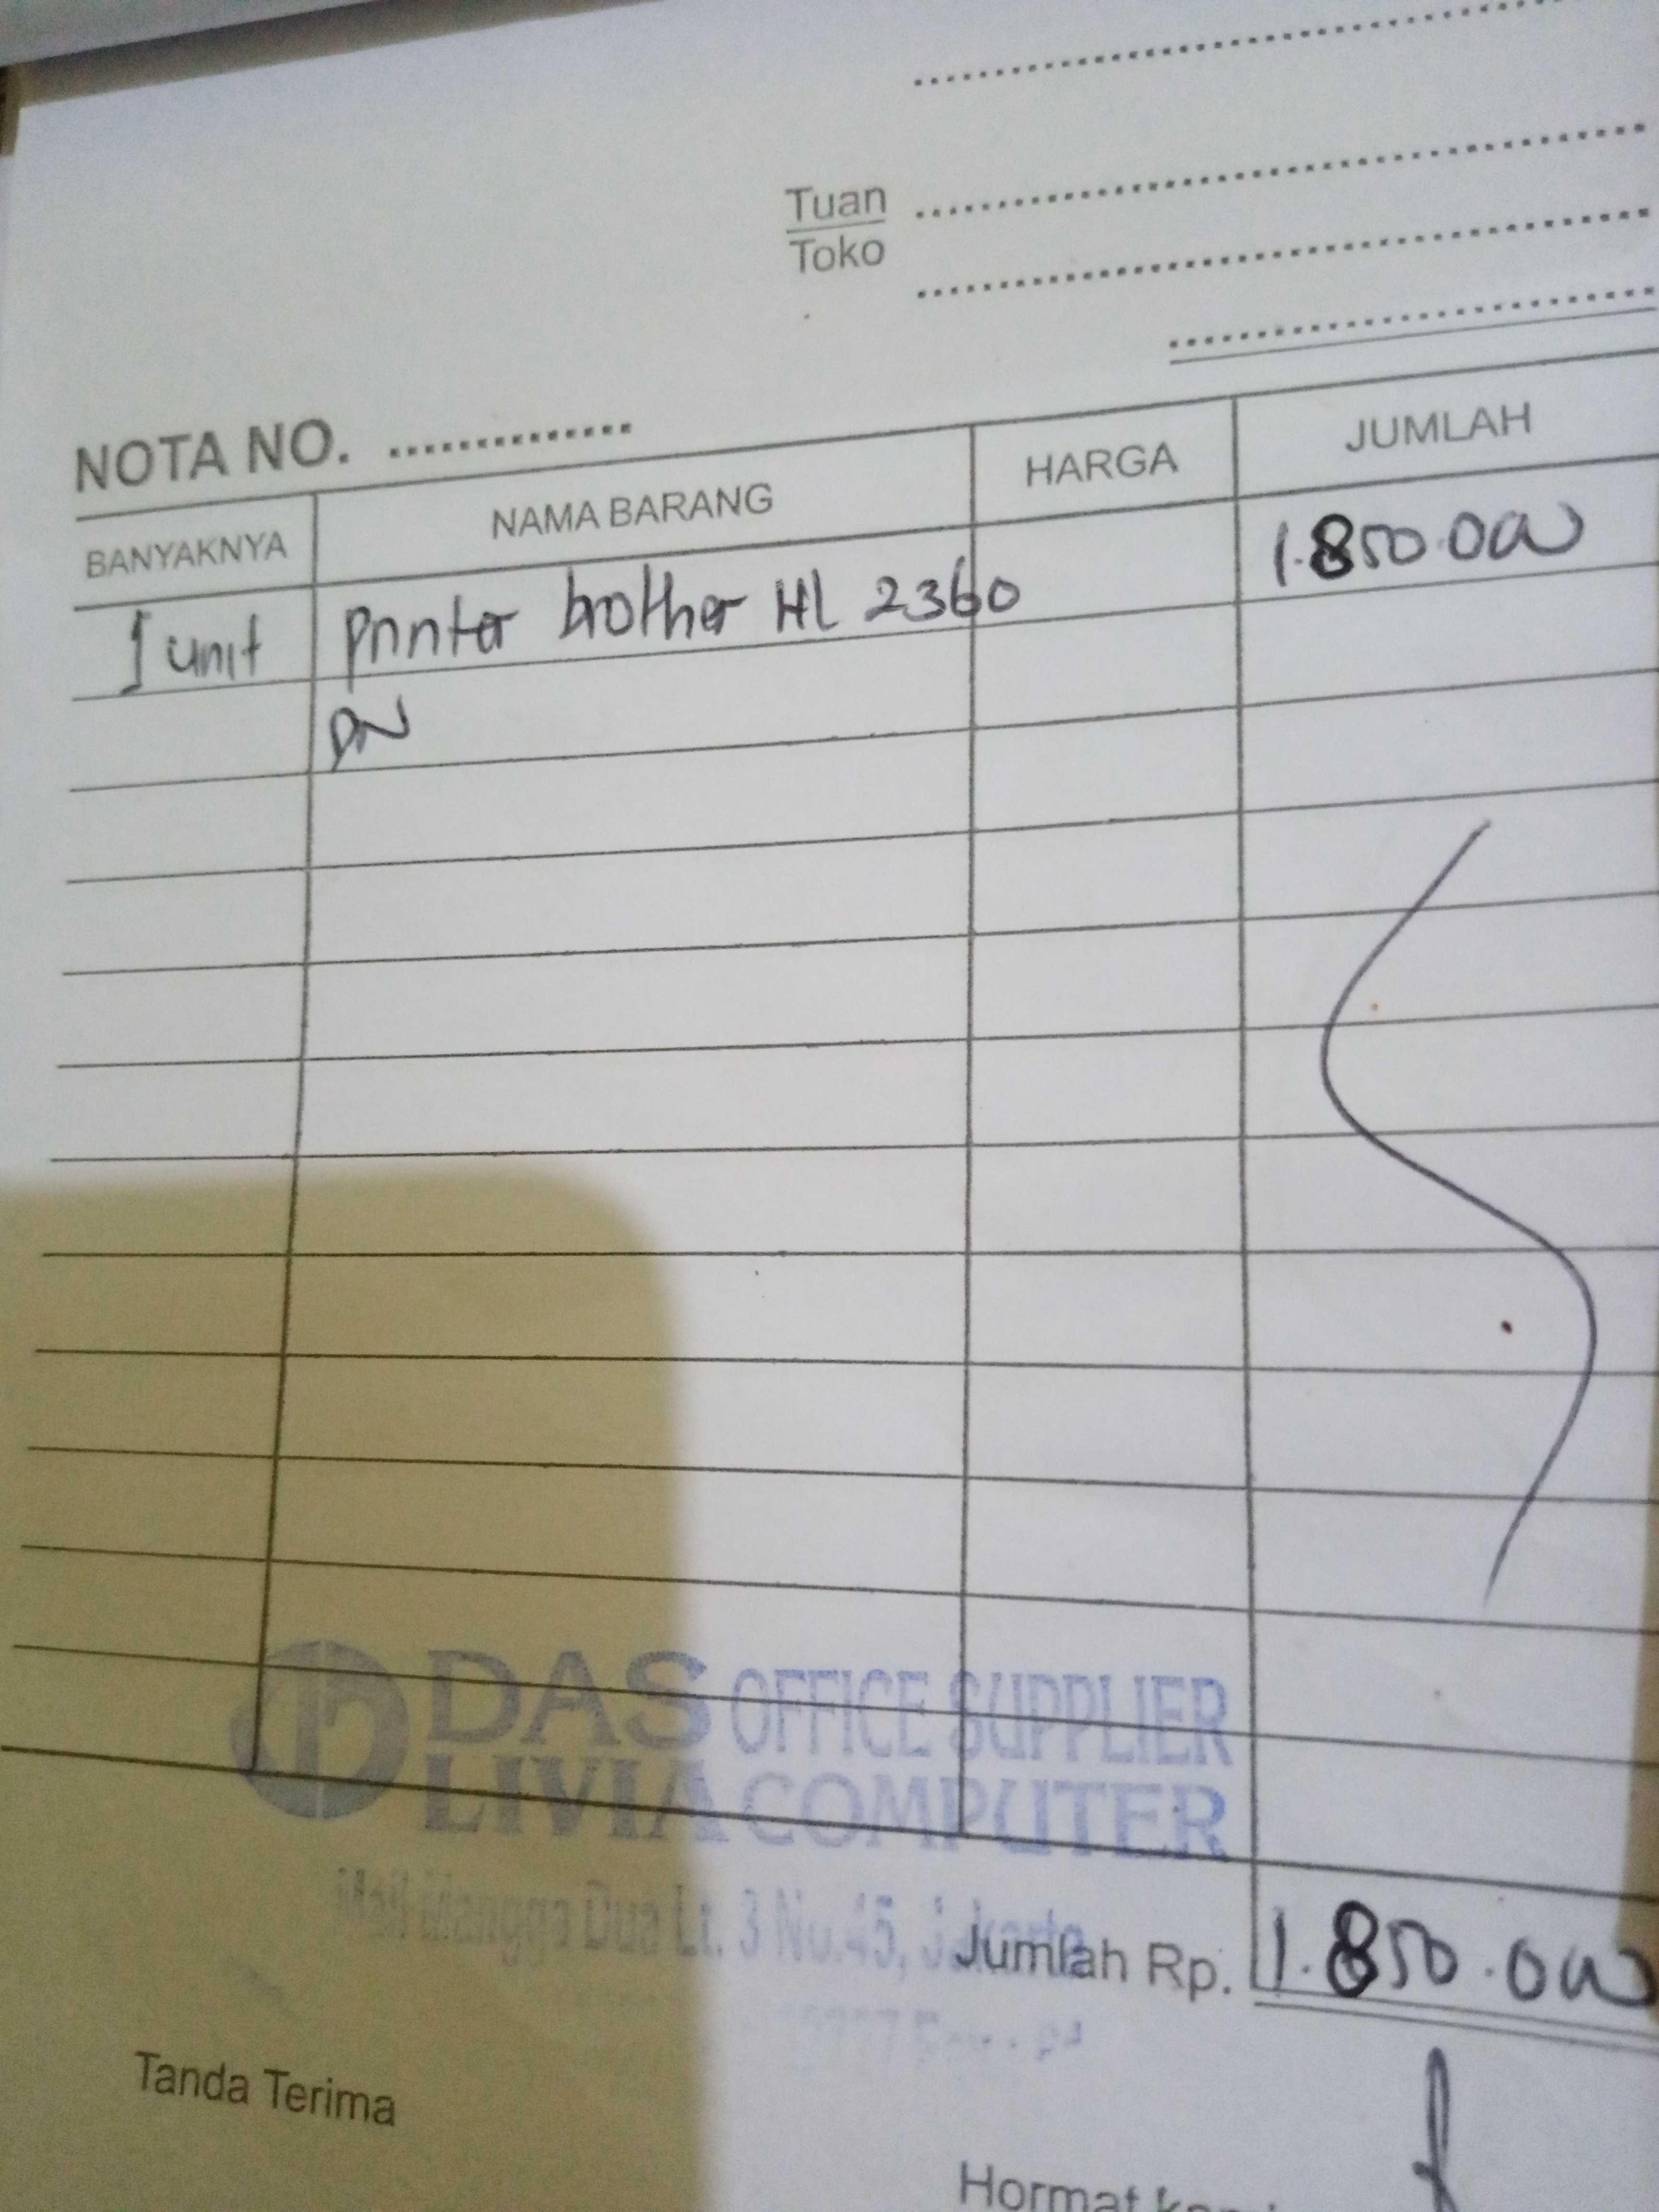 Tuan
Toko
NOTA NO. ..............
BANYAKNYA NAMA BARANG HARGA JUMLAH
1 unit Printer brother HL 2360 1.850.000
DN
DAS OFFICE SUPPLIER
LIVIA COMPUTER
Mall Mangga Dua Lt. 3 No.45, Jakarta
Jumlah Rp. 1.850.000
Tanda Terima
Hormat